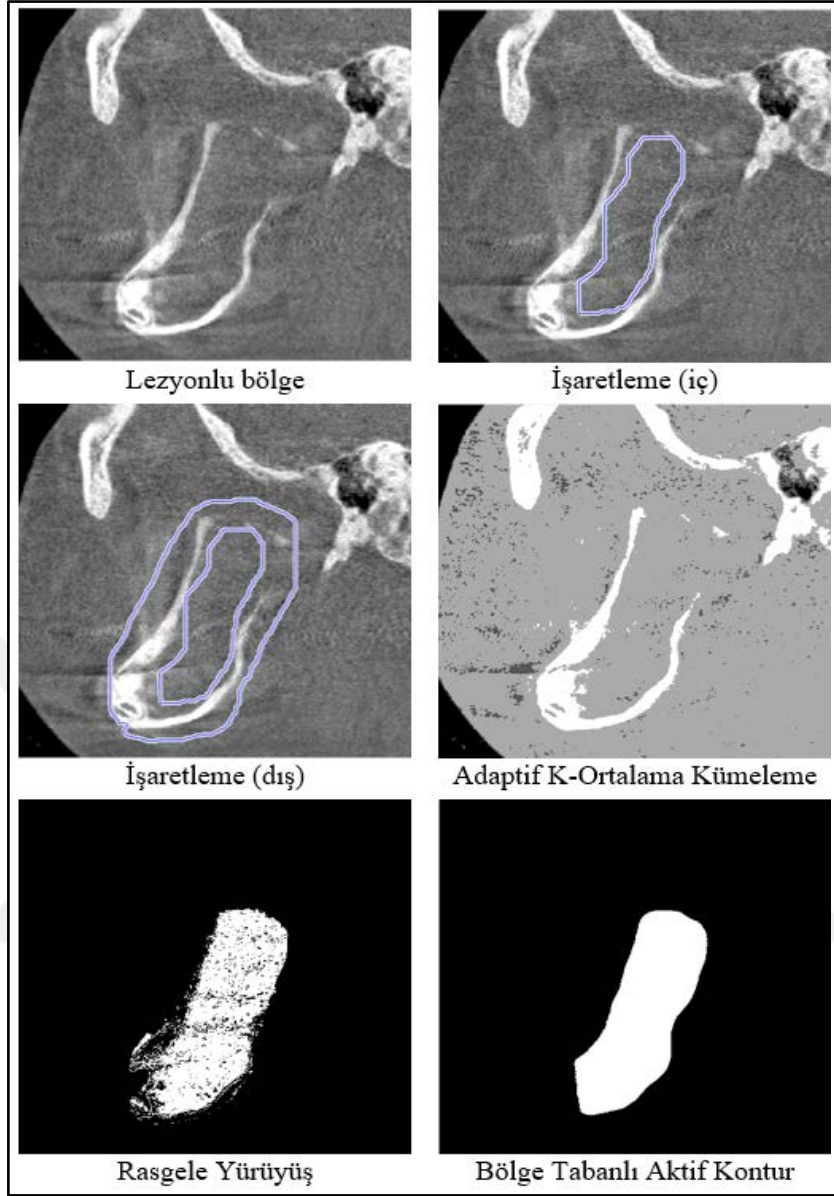 Lezyonlu bölge
İşaretleme (iç)
İşaretleme (dış)
Adaptif K-Ortalama Kümeleme
Rasgele Yürüyüş
Bölge Tabanlı Aktif Kontur